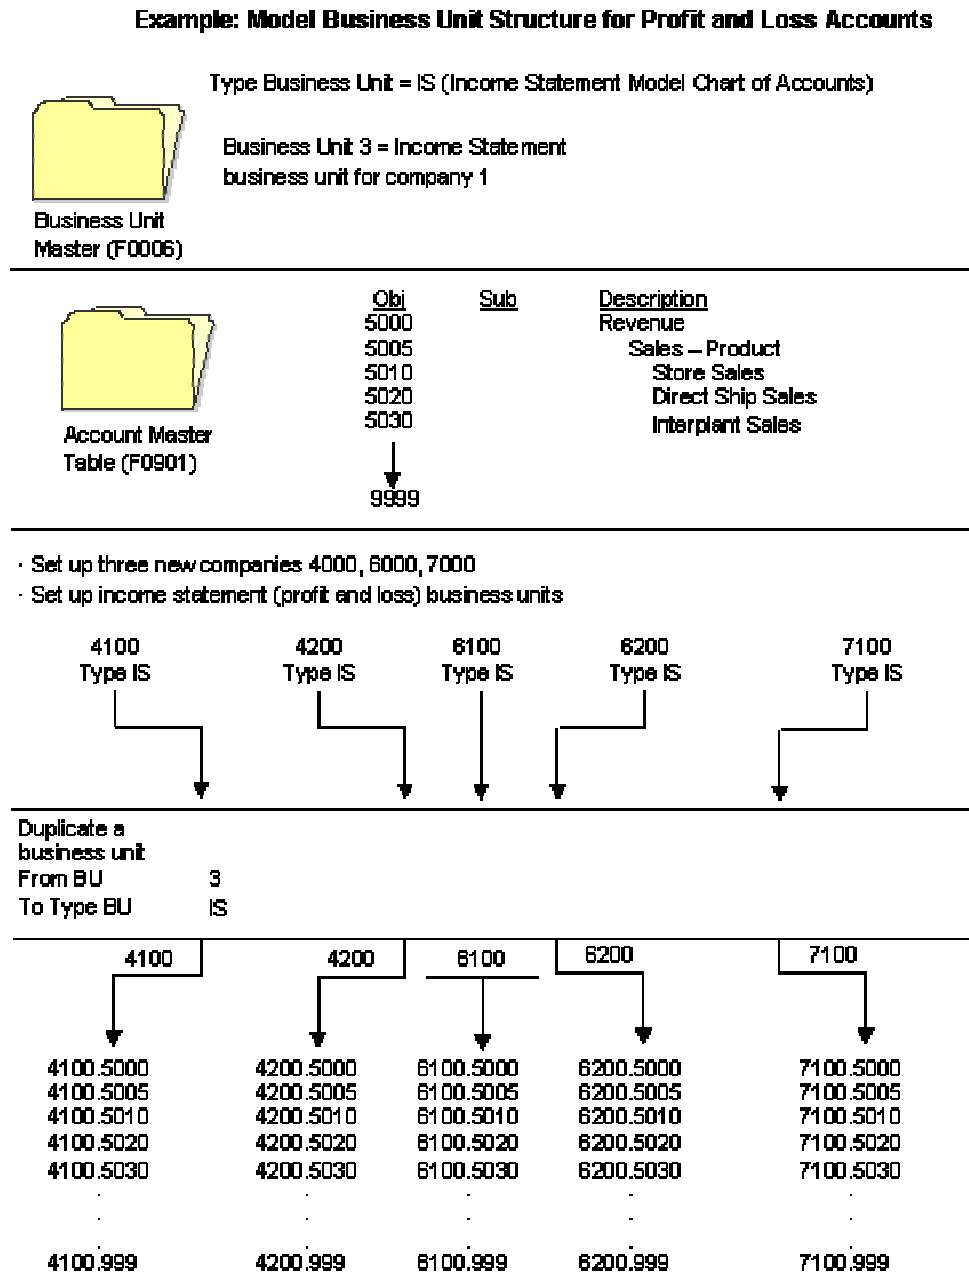 Example: Model Business Unit Structure for Profit and Loss Accounts
Type Business Unit = IS (Income Statement Model Chart of Accounts)
Business Unit 3 = Income Statement
business unit for company 1
Business Unit
Master (F0006)
Obj Sub Description
5000 Revenue
5005 Sales – Product
5010 Store Sales
5020 Direct Ship Sales
5030 Interplant Sales
Account Master
Table (F0901)
9999
· Set up three new companies 4000, 6000, 7000
· Set up income statement (profit and loss) business units
4100 4200 6100 6200 7100
Type IS Type IS Type IS Type IS Type IS
Duplicate a
business unit
From BU 3
To Type BU IS
4100 4200 6100 6200 7100
4100.5000 4200.5000 6100.5000 6200.5000 7100.5000
4100.5005 4200.5005 6100.5005 6200.5005 7100.5005
4100.5010 4200.5010 6100.5010 6200.5010 7100.5010
4100.5020 4200.5020 6100.5020 6200.5020 7100.5020
4100.5030 4200.5030 6100.5030 6200.5030 7100.5030
. . . . .
. . . . .
. . . . .
4100.999 4200.999 6100.999 6200.999 7100.999